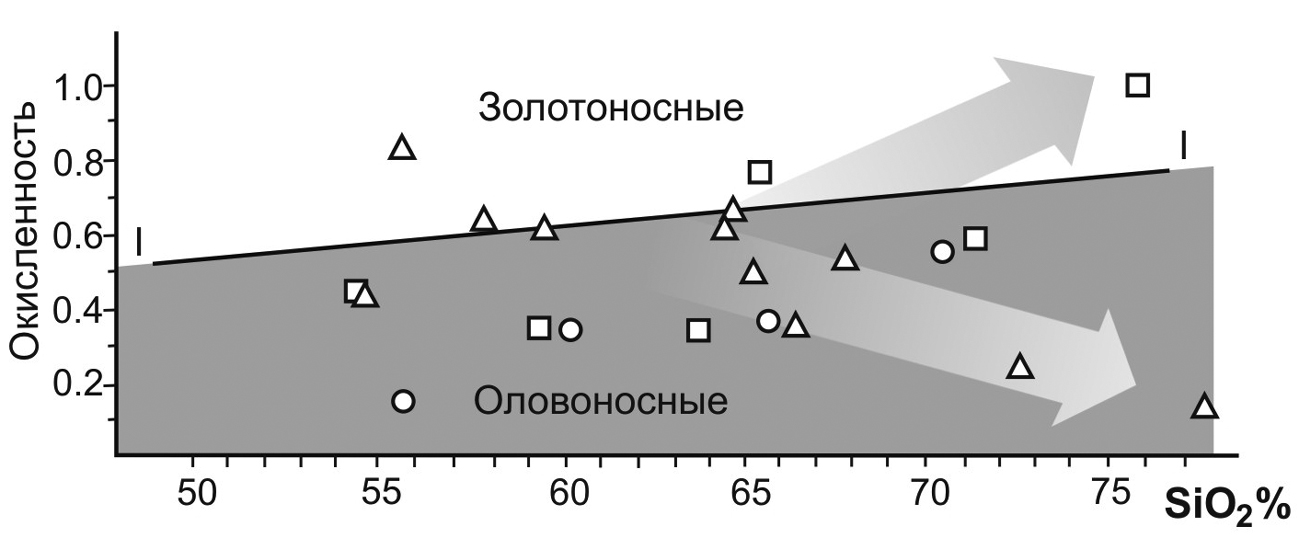 Окисленность
1.0
0.8
0.6
0.4
0.2
Золотоносные
I
I
Оловоносные
50 55 60 65 70 75 SiO₂%